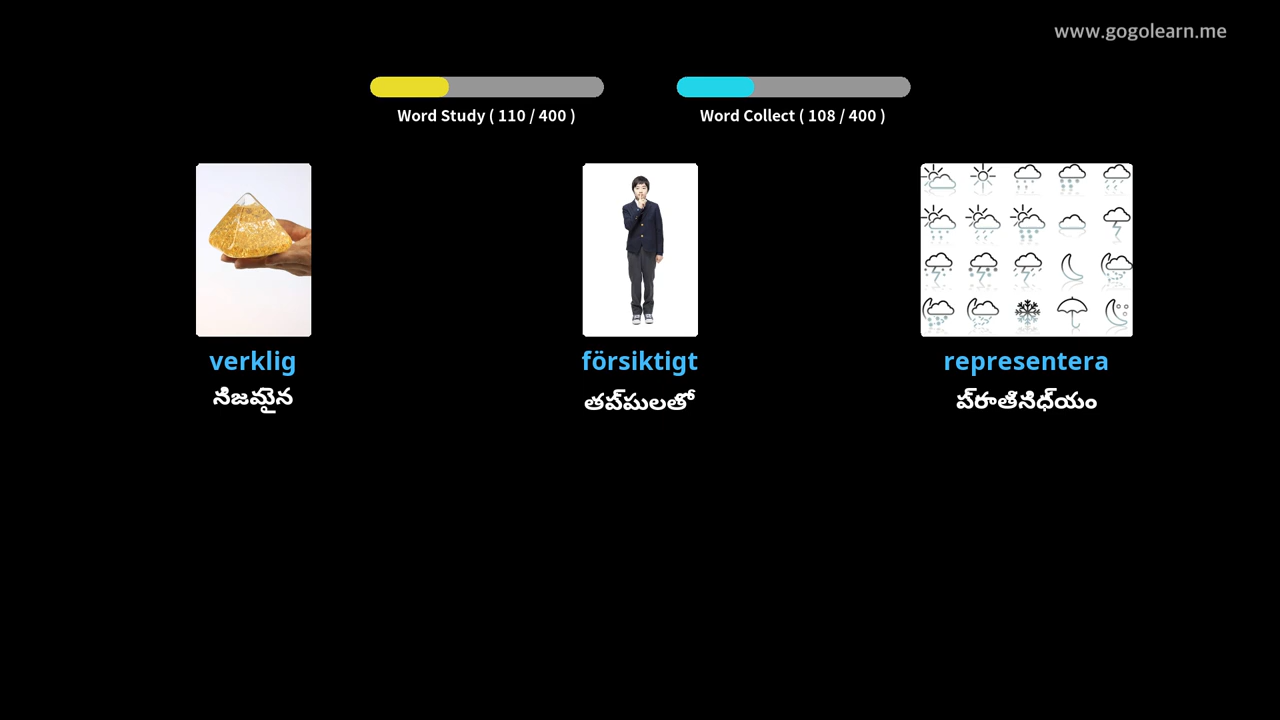 www.gogolearn.me
Word Study ( 110 / 400 )
Word Collect ( 108 / 400 )
verklig
försiktigt
representera
నిజమైన
తప్పులతో
ప్రాతినిధ్యం